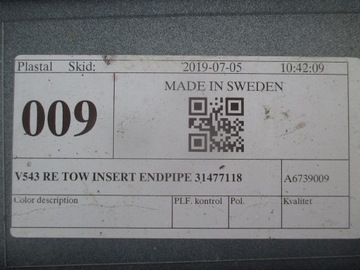 Plastal Skid: 2019-07-05 10:42:09
MADE IN SWEDEN
009
V543 RE TOW INSERT ENDPIPE 31477118 A6739009
Color description PLF. kontrol Pol. Kvalitet